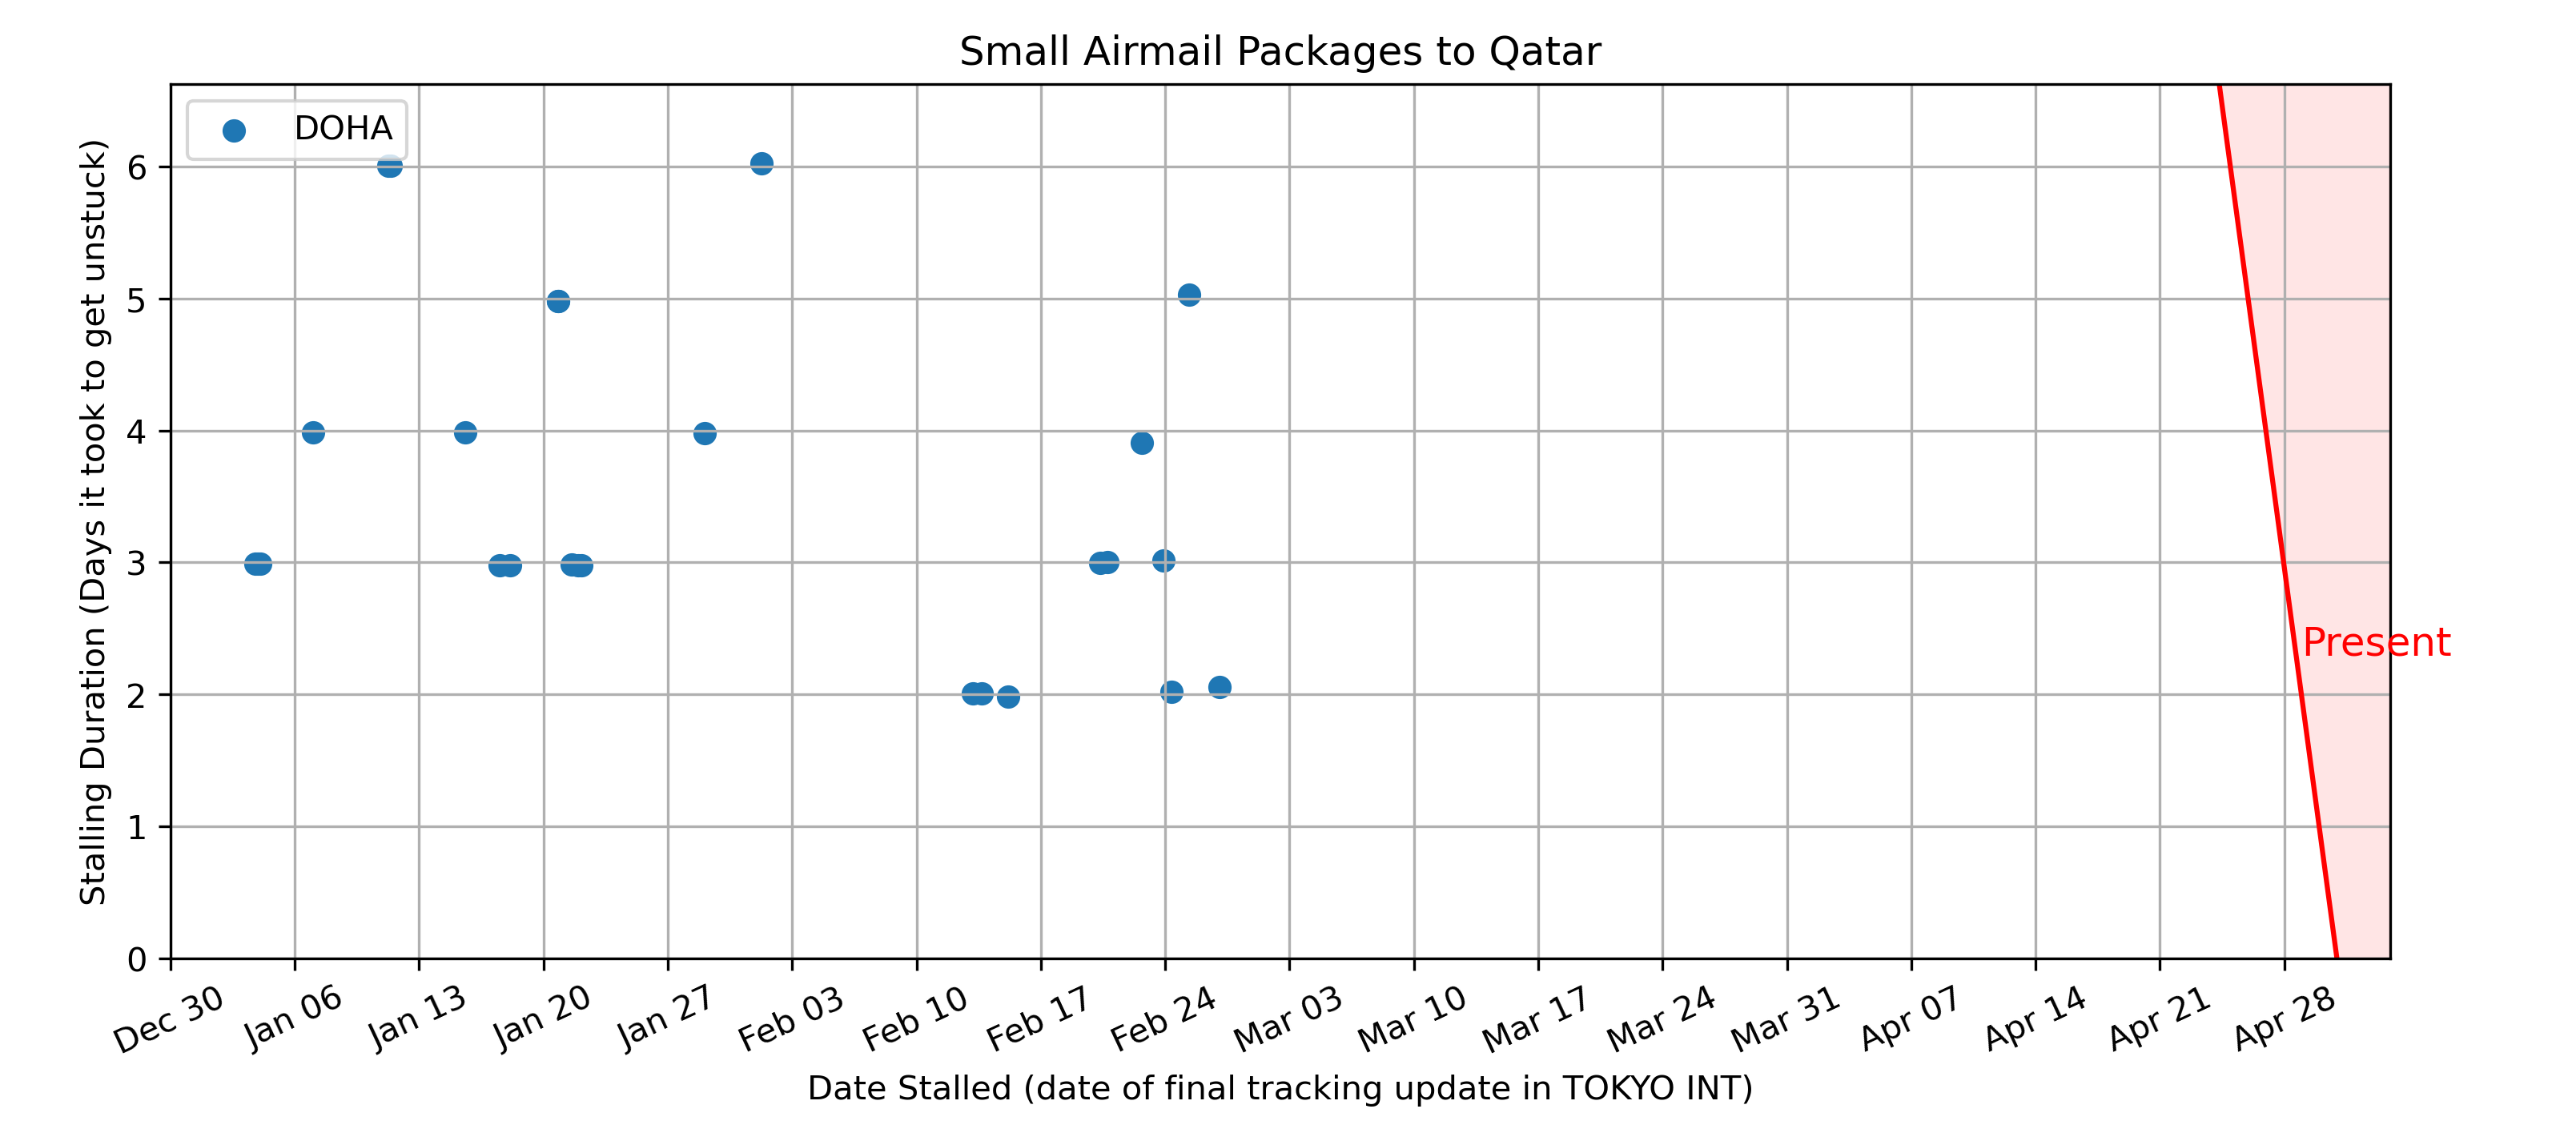 Small Airmail Packages to Qatar
DOHA
Stalling Duration (Days it took to get unstuck)
6
5
4
3
2
1
0
Present
Dec 30
Jan 06
Jan 13
Jan 20
Jan 27
Feb 03
Feb 10
Feb 17
Feb 24
Mar 03
Mar 10
Mar 17
Mar 24
Mar 31
Apr 07
Apr 14
Apr 21
Apr 28
Date Stalled (date of final tracking update in TOKYO INT)